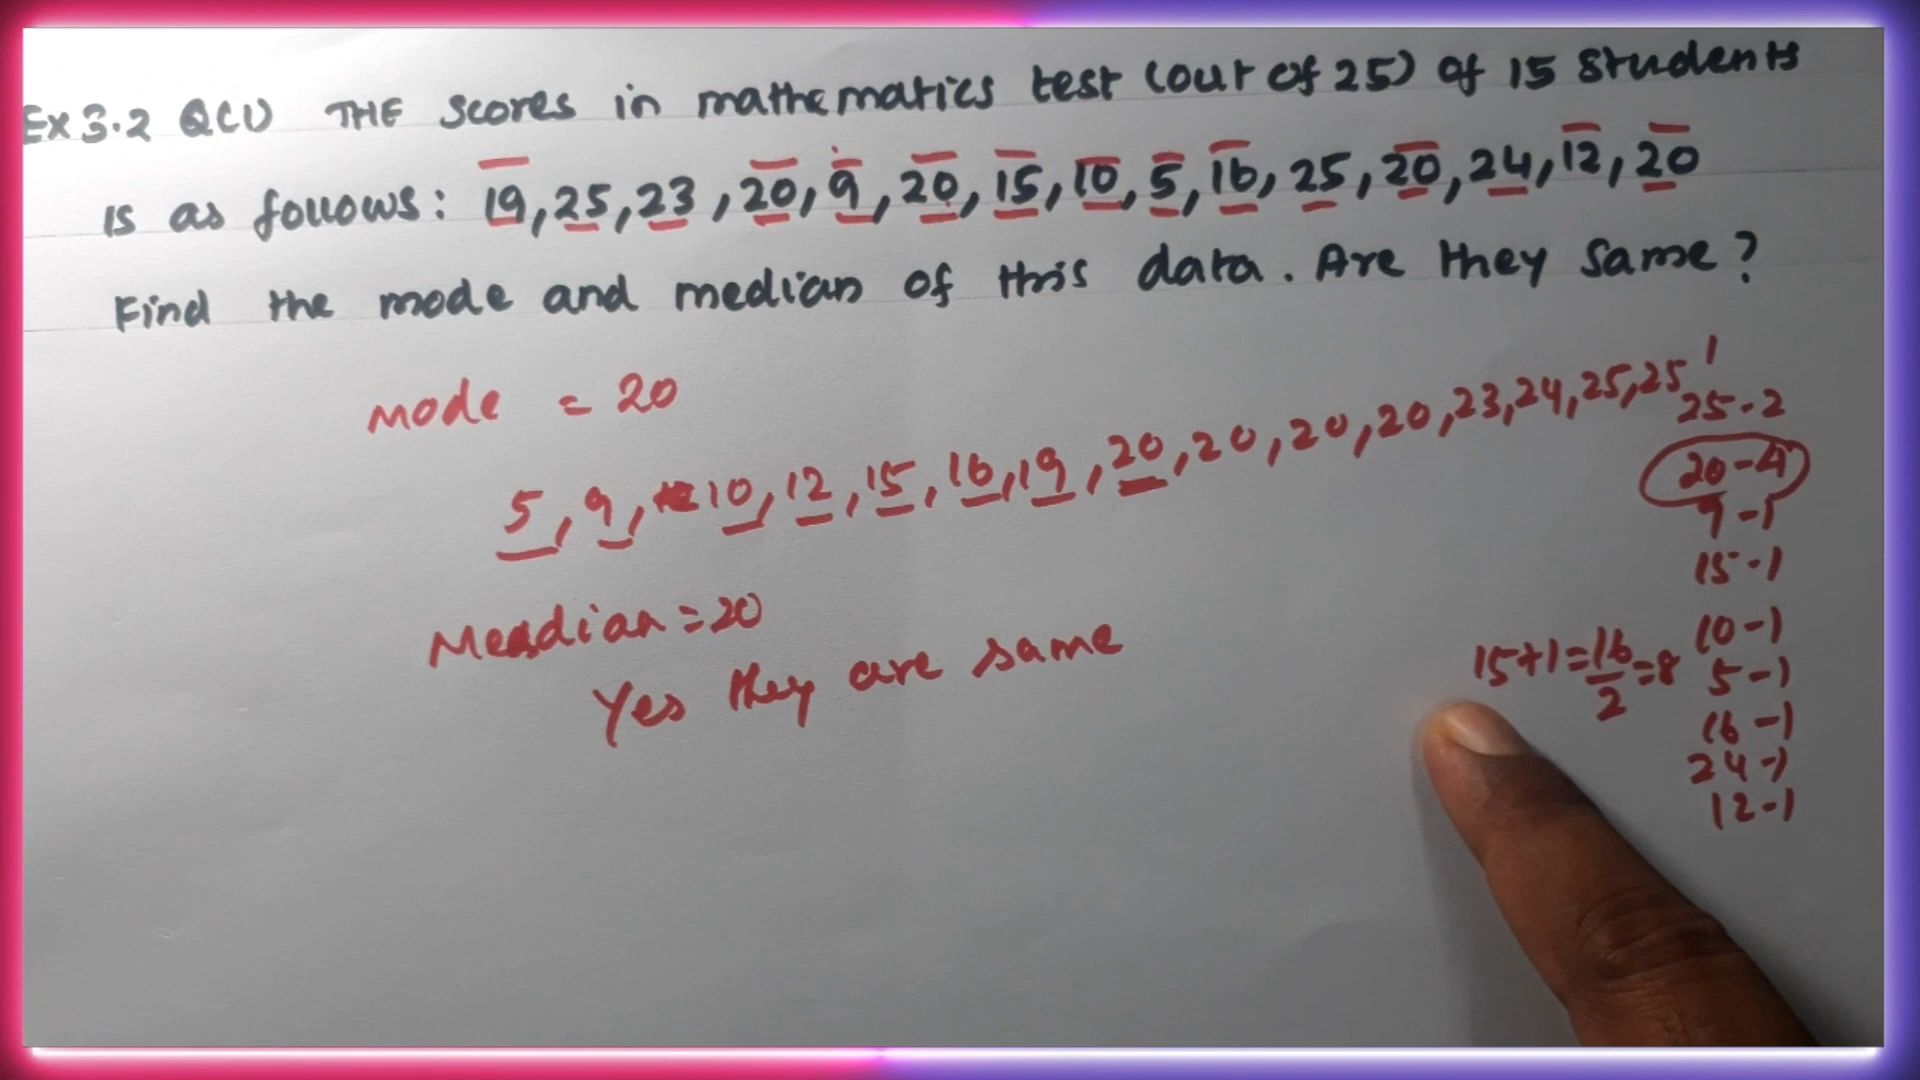 Ex 3.2 Q(1) THE scores in mathematics test (out of 25) of 15 students
is as follows: 19, 25, 23, 20, 9, 20, 15, 10, 5, 16, 25, 20, 24, 12, 20
Find the mode and median of this data. Are they same?
mode = 20
5, 9, 10, 12, 15, 16, 19, 20, 20, 20, 20, 23, 24, 25, 25
Median = 20
Yes they are same
15+1=16/2=8
1
25-2
20-4
9-1
15-1
10-1
5-1
16-1
24-1
12-1